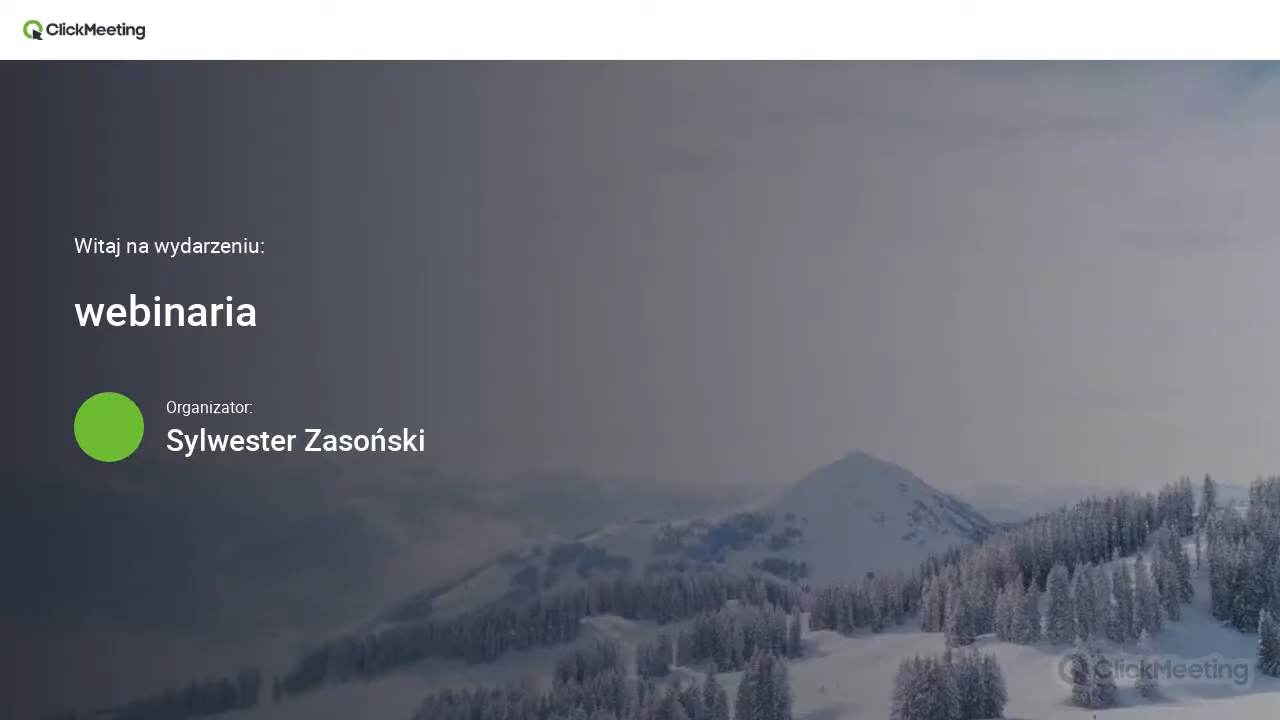 ClickMeeting
Witaj na wydarzeniu:
webinaria
Organizator:
Sylwester Zasoński
ClickMeeting